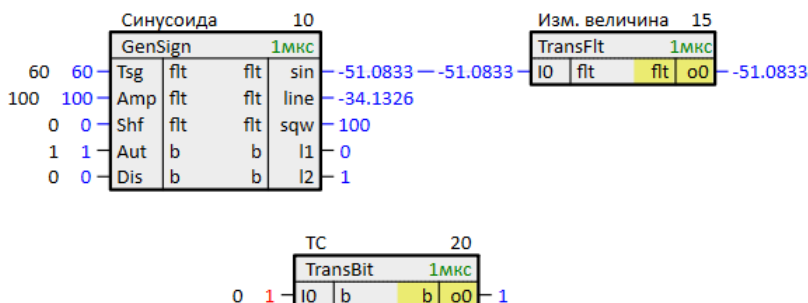 Синусоида 10 Изм. величина 15
GenSign 1мкс TransFlt 1мкс
60 60 Tsg flt flt sin -51.0833 -51.0833 I0 flt flt o0 -51.0833
100 100 Amp flt flt line -34.1326
0 0 Shf flt flt sqw 100
1 1 Aut b b l1 0
0 0 Dis b b l2 1
ТС 20
TransBit 1мкс
0 1 I0 b b o0 1